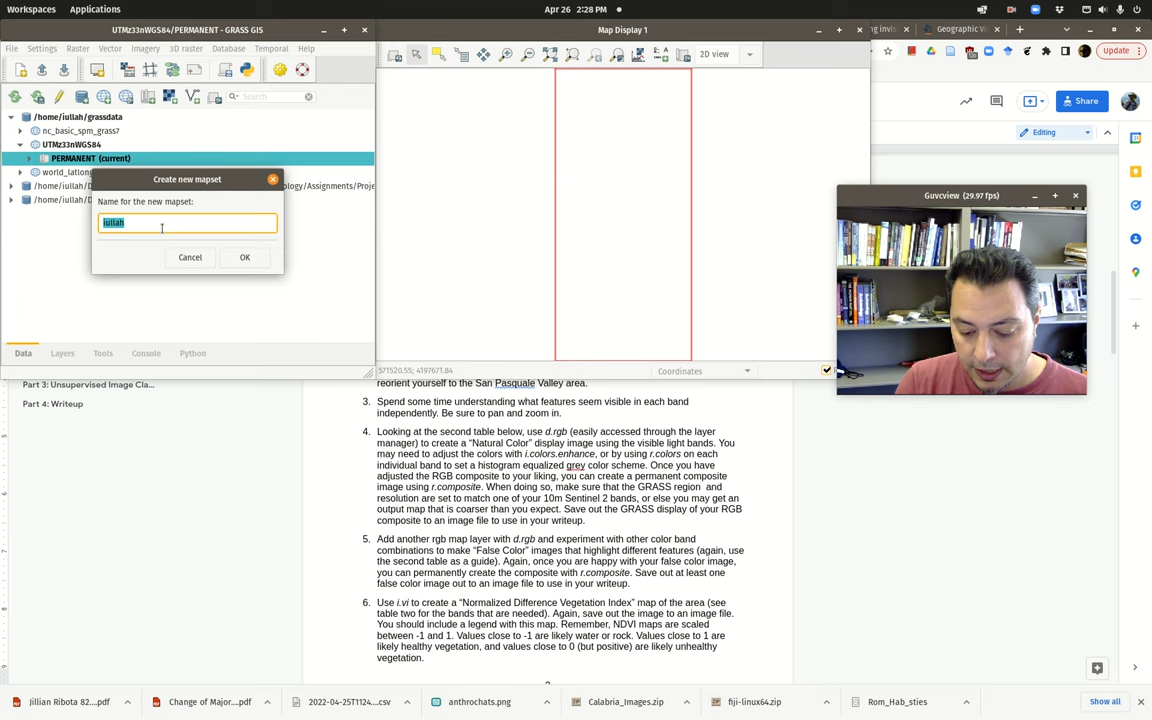 Workspaces Applications Apr 26 2:28 PM
UTMz33nWGS84/PERMANENT - GRASS GIS
File Settings Raster Vector Imagery 3D raster Database Temporal Help
Search
/home/iullah/grassdata
nc_basic_spm_grass7
UTMz33nWGS84
PERMANENT (current)
world_latlong
/home/iullah/D ology/Assignments/Proje
/home/iullah/D
Create new mapset
Name for the new mapset:
iullah
Cancel OK
Data Layers Tools Console Python
Map Display 1
2D view
571520.55; 4197671.84 Coordinates
ng invis
Geographic vi
Update
Share
Editing
Guvcview (29.97 fps)
Part 3: Unsupervised Image Cla...
Part 4: Writeup
reorient yourself to the San Pasquale Valley area.
3. Spend some time understanding what features seem visible in each band
independently. Be sure to pan and zoom in.
4. Looking at the second table below, use d.rgb (easily accessed through the layer
manager) to create a “Natural Color” display image using the visible light bands. You
may need to adjust the colors with i.colors.enhance, or by using r.colors on each
individual band to set a histogram equalized grey color scheme. Once you have
adjusted the RGB composite to your liking, you can create a permanent composite
image using r.composite. When doing so, make sure that the GRASS region and
resolution are set to match one of your 10m Sentinel 2 bands, or else you may get an
output map that is coarser than you expect. Save out the GRASS display of your RGB
composite to an image file to use in your writeup.
5. Add another rgb map layer with d.rgb and experiment with other color band
combinations to make “False Color” images that highlight different features (again, use
the second table as a guide). Again, once you are happy with your false color image,
you can permanently create the composite with r.composite. Save out at least one
false color image out to an image file to use in your writeup.
6. Use i.vi to create a “Normalized Difference Vegetation Index” map of the area (see
table two for the bands that are needed). Again, save out the image to an image file.
You should include a legend with this map. Remember, NDVI maps are scaled
between -1 and 1. Values close to -1 are likely water or rock. Values close to 1 are
likely healthy vegetation, and values close to 0 (but positive) are likely unhealthy
vegetation.
Jillian Ribota 82....pdf Change of Major....pdf 2022-04-25T1124....csv anthrochats.png Calabria_Images.zip fiji-linux64.zip Rom_Hab_sties Show all